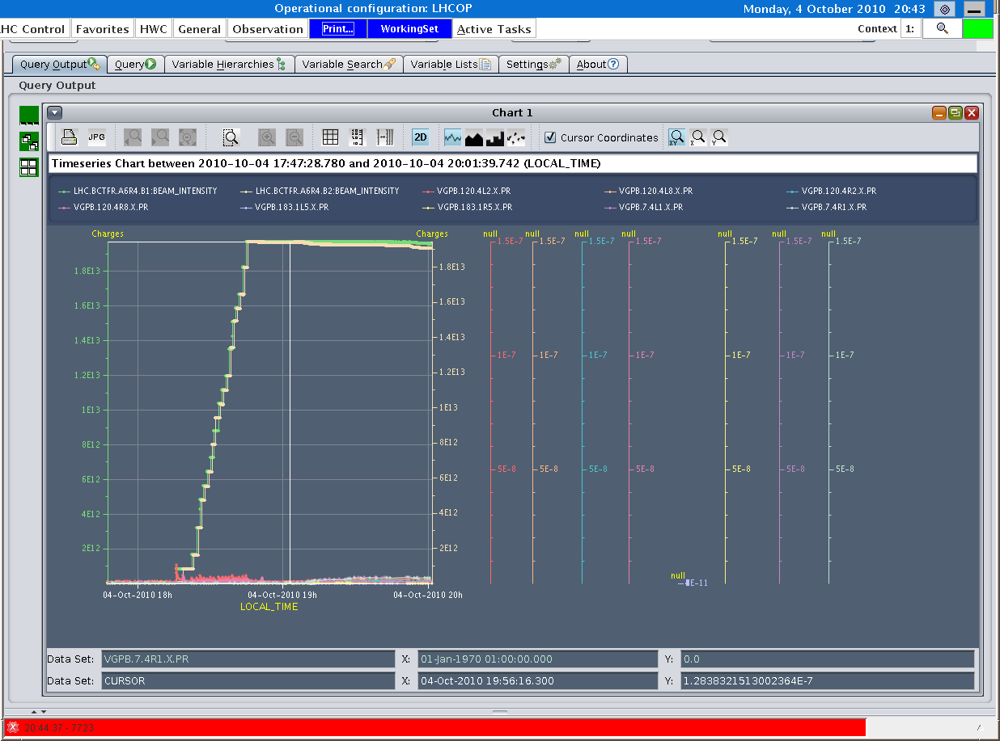 Operational configuration: LHCOP
Monday, 4 October 2010 20:43
HC Control Favorites HWC General Observation Print... WorkingSet Active Tasks Context 1:
Query Output Query Variable Hierarchies Variable Search Variable Lists Settings About
Query Output
Chart 1
JPG 2D Cursor Coordinates XY X Y
Timeseries Chart between 2010-10-04 17:47:28.780 and 2010-10-04 20:01:39.742 (LOCAL_TIME)
LHC.BCTFR.A6R4.B1:BEAM_INTENSITY LHC.BCTFR.A6R4.B2:BEAM_INTENSITY VGPB.120.4L2.X.PR VGPB.120.4L8.X.PR VGPB.120.4R2.X.PR
VGPB.120.4R8.X.PR VGPB.183.1L5.X.PR VGPB.183.1R5.X.PR VGPB.7.4L1.X.PR VGPB.7.4R1.X.PR
Charges Charges null null null null null null null
1.5E-7 1.5E-7 1.5E-7 1.5E-7 1.5E-7 1.5E-7 1.5E-7
1.8E13 1.8E13
1.6E13 1.6E13
1.4E13 1.4E13
1E-7 1E-7 1E-7 1E-7 1E-7 1E-7 1E-7
1.2E13 1.2E13
1E13 1E13
8E12 8E12
5E-8 5E-8 5E-8 5E-8 5E-8 5E-8 5E-8
6E12 6E12
4E12 4E12
2E12 2E12
null
E-11
04-Oct-2010 18h 04-Oct-2010 19h 04-Oct-2010 20h
LOCAL_TIME
Data Set: VGPB.7.4R1.X.PR X: 01-Jan-1970 01:00:00.000 Y: 0.0
Data Set: CURSOR X: 04-Oct-2010 19:56:16.300 Y: 1.2838321513002364E-7
20:44:37 - 7723